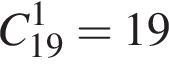 $C_{19}^{1} = 19$